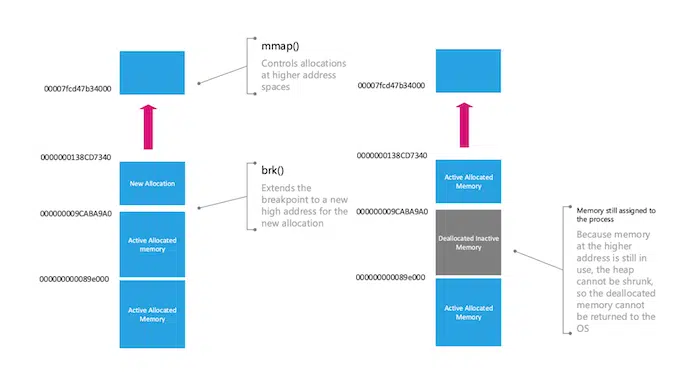 mmap()
Controls allocations
at higher address
spaces
00007fcd47b34000
0000000138CD7340
New Allocation
brk()
Extends the
breakpoint to a new
high address for the
new allocation
000000009CABA9A0
Active Allocated
memory
000000000089e000
Active Allocated
Memory
00007fcd47b34000
0000000138CD7340
Active Allocated
Memory
000000009CABA9A0
Deallocated Inactive
Memory
000000000089e000
Active Allocated
Memory
Memory still assigned to
the process
Because memory
at the higher
address is still in
use, the heap
cannot be shrunk,
so the deallocated
memory cannot
be returned to the
OS